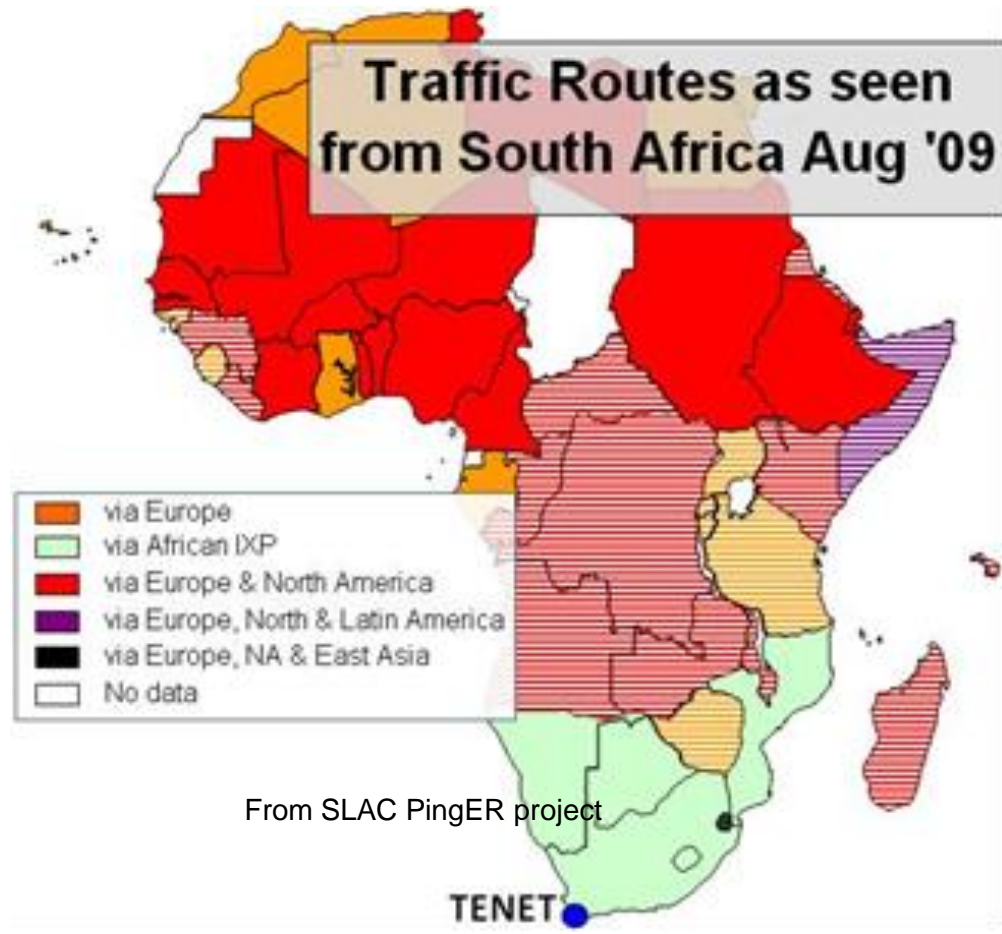 Traffic Routes as seen
from South Africa Aug '09
via Europe
via African IXP
via Europe & North America
via Europe, North & Latin America
via Europe, NA & East Asia
No data
From SLAC PingER project
TENET